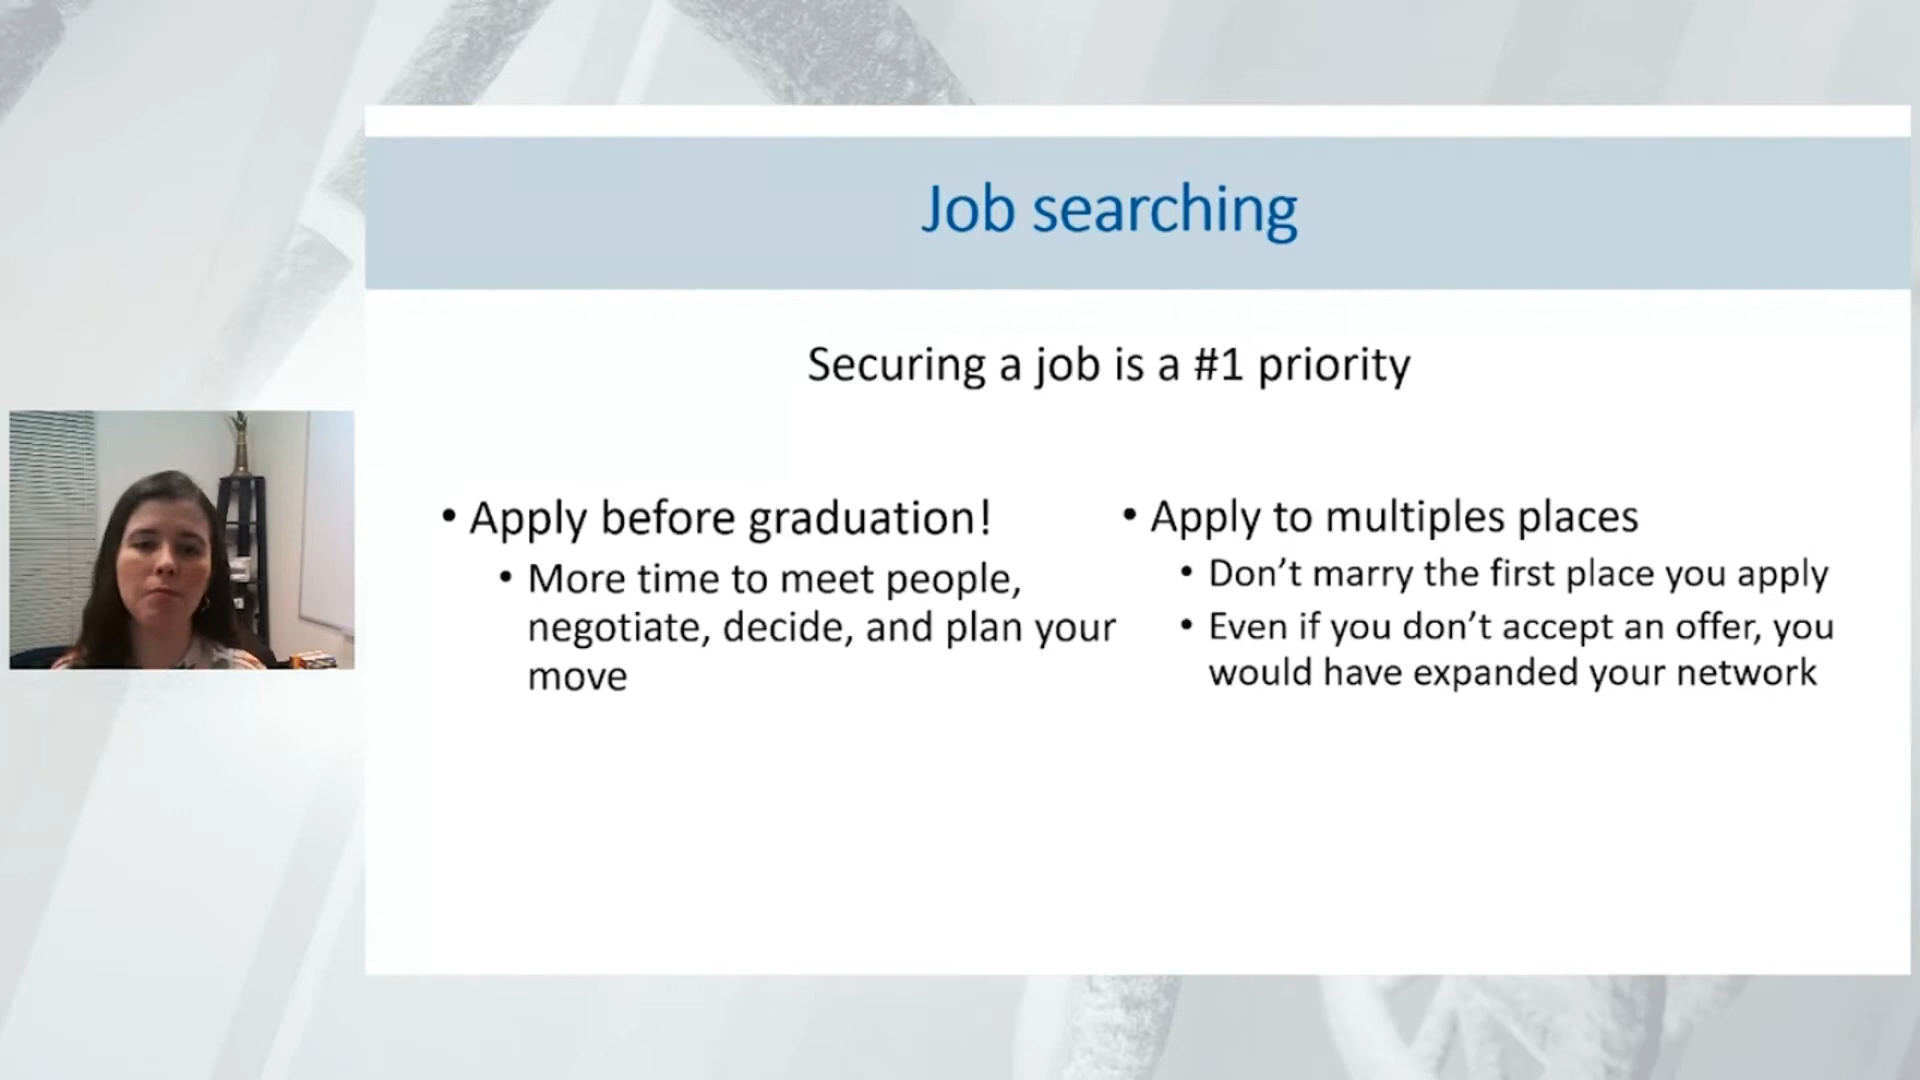 Job searching
Securing a job is a #1 priority
• Apply before graduation!
• More time to meet people,
negotiate, decide, and plan your
move
• Apply to multiples places
• Don’t marry the first place you apply
• Even if you don’t accept an offer, you
would have expanded your network